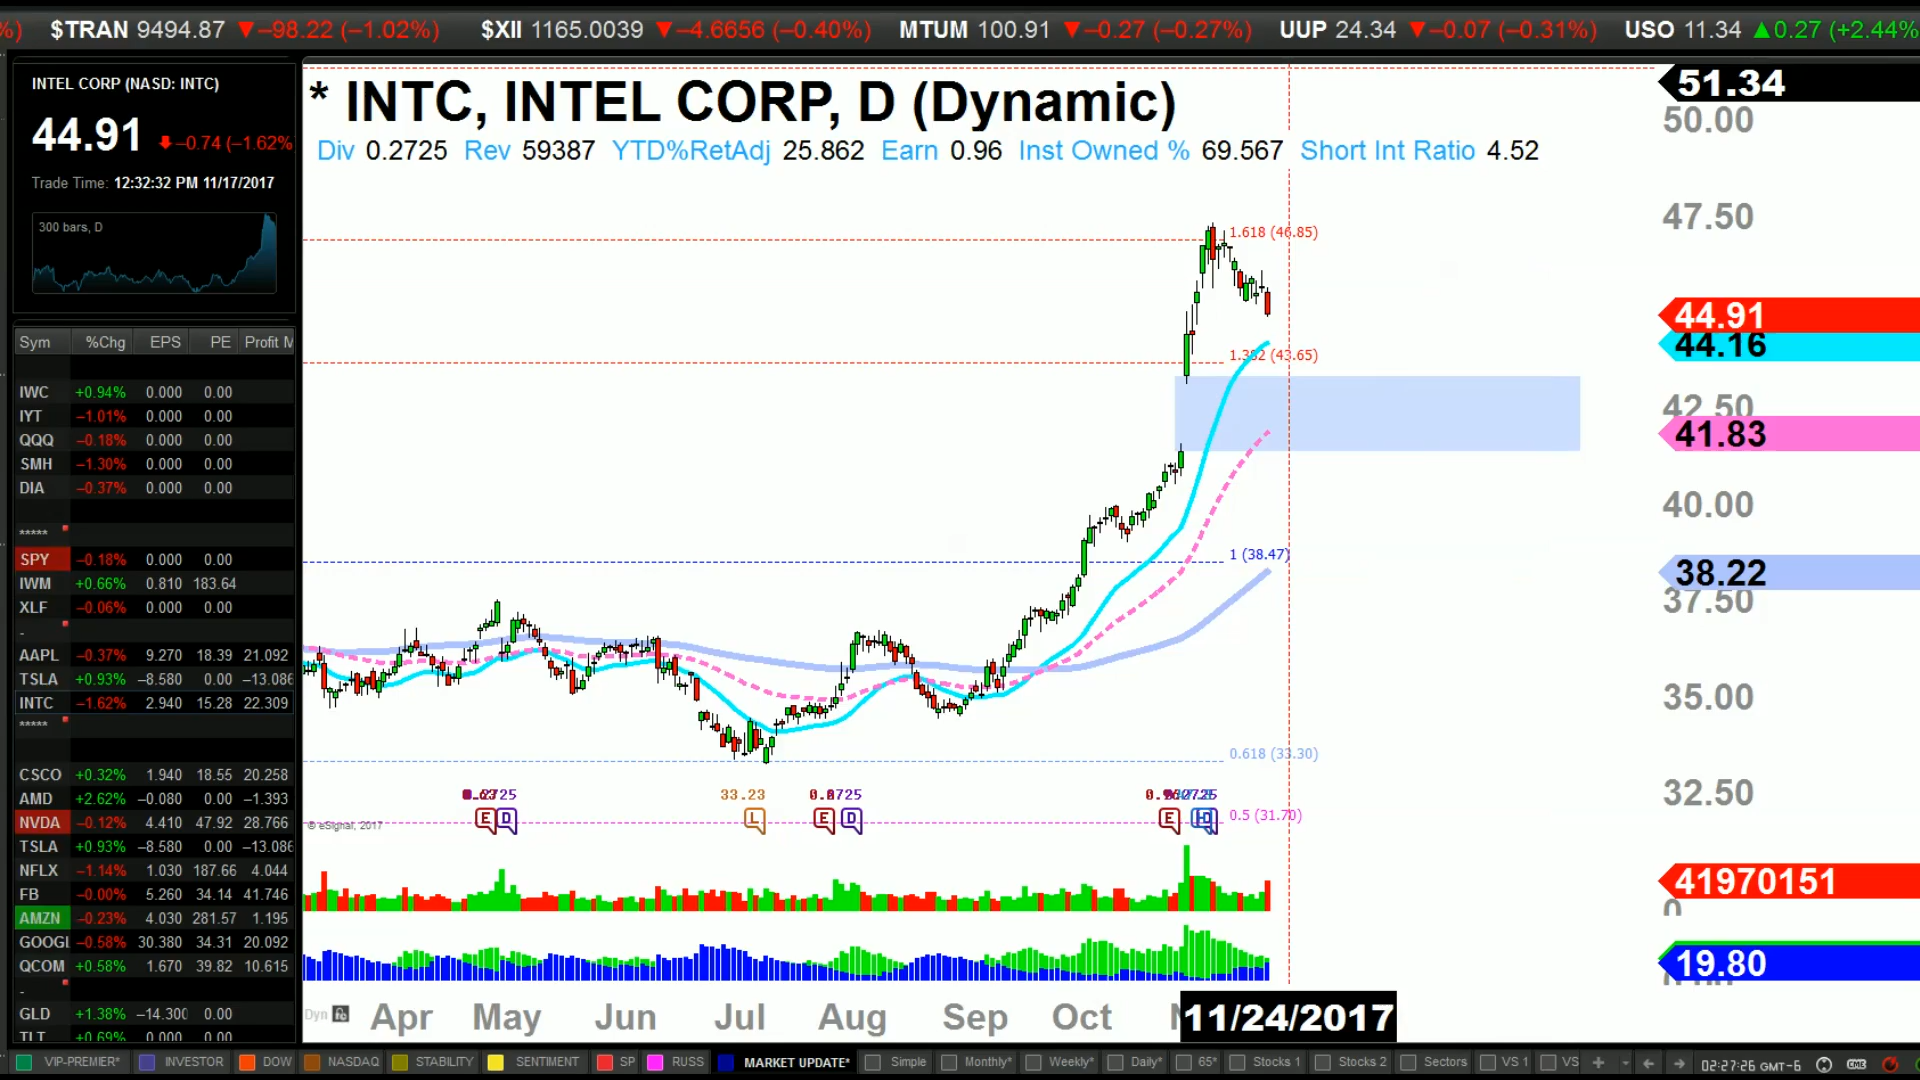 $TRAN 9494.87 ▼–98.22 (–1.02%) $XII 1165.0039 ▼–4.6656 (–0.40%) MTUM 100.91 ▼–0.27 (–0.27%) UUP 24.34 ▼–0.07 (–0.31%) USO 11.34 ▲0.27 (+2.44%
INTEL CORP (NASD: INTC)
44.91 –0.74 (–1.62%
Trade Time: 12:32:32 PM 11/17/2017
300 bars, D
Sym %Chg EPS PE Profit M
IWC +0.94% 0.000 0.00
IYT –1.01% 0.000 0.00
QQQ –0.18% 0.000 0.00
SMH –1.30% 0.000 0.00
DIA –0.37% 0.000 0.00
*****
SPY –0.18% 0.000 0.00
IWM +0.66% 0.810 183.64
XLF –0.06% 0.000 0.00
-
AAPL –0.37% 9.270 18.39 21.092
TSLA +0.93% –8.580 0.00 –13.086
INTC –1.62% 2.940 15.28 22.309
*****
CSCO +0.32% 1.940 18.55 20.258
AMD +2.62% –0.080 0.00 –1.393
NVDA –0.12% 4.410 47.92 28.766
TSLA +0.93% –8.580 0.00 –13.086
NFLX –1.14% 1.030 187.66 4.044
FB –0.00% 5.260 34.14 41.746
AMZN –0.23% 4.030 281.57 1.195
GOOGL –0.58% 30.380 34.31 20.092
QCOM +0.58% 1.670 39.82 10.615
-
GLD +1.38% –14.300 0.00
TLT +0.69% 0.000 0.00
* INTC, INTEL CORP, D (Dynamic)
Div 0.2725 Rev 59387 YTD%RetAdj 25.862 Earn 0.96 Inst Owned % 69.567 Short Int Ratio 4.52
1.618 (46.85)
1.382 (43.65)
1 (38.47)
0.618 (33.30)
0.5 (31.70)
33.23
E D L E D E D
© eSignal, 2017
51.34
50.00
47.50
44.91
44.16
42.50
41.83
40.00
38.22
37.50
35.00
32.50
41970151
0
19.80
Dyn Apr May Jun Jul Aug Sep Oct N 11/24/2017
VIP-PREMIER* INVESTOR DOW NASDAQ STABILITY SENTIMENT SP RUSS MARKET UPDATE* Simple Monthly* Weekly* Daily* 65* Stocks 1 Stocks 2 Sectors VS 1 VS 02:27:26 GMT-6 CME